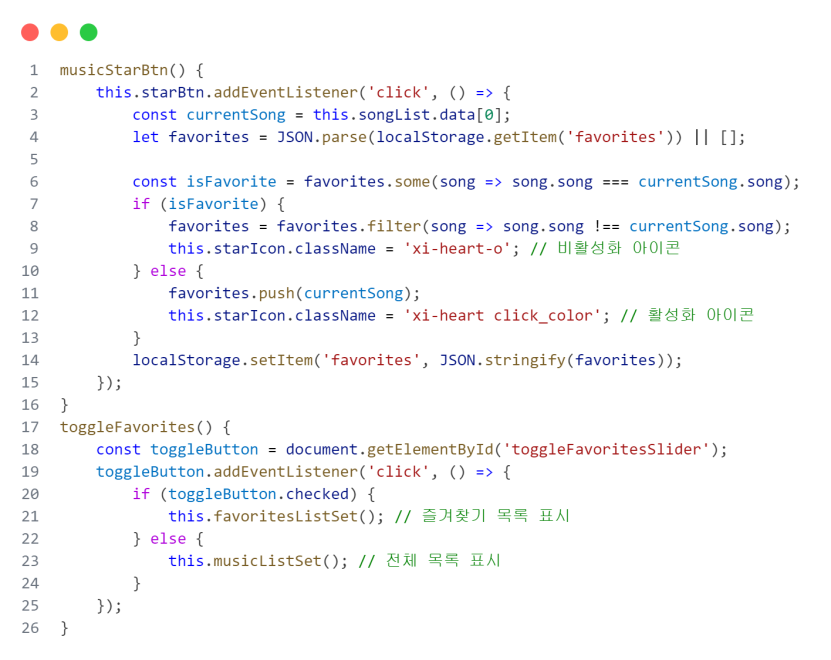 1 musicStarBtn() {
2 this.starBtn.addEventListener('click', () => {
3 const currentSong = this.songList.data[0];
4 let favorites = JSON.parse(localStorage.getItem('favorites')) || [];
5
6 const isFavorite = favorites.some(song => song.song === currentSong.song);
7 if (isFavorite) {
8 favorites = favorites.filter(song => song.song !== currentSong.song);
9 this.starIcon.className = 'xi-heart-o'; // 비활성화 아이콘
10 } else {
11 favorites.push(currentSong);
12 this.starIcon.className = 'xi-heart click_color'; // 활성화 아이콘
13 }
14 localStorage.setItem('favorites', JSON.stringify(favorites));
15 });
16 }
17 toggleFavorites() {
18 const toggleButton = document.getElementById('toggleFavoritesSlider');
19 toggleButton.addEventListener('click', () => {
20 if (toggleButton.checked) {
21 this.favoritesListSet(); // 즐겨찾기 목록 표시
22 } else {
23 this.musicListSet(); // 전체 목록 표시
24 }
25 });
26 }